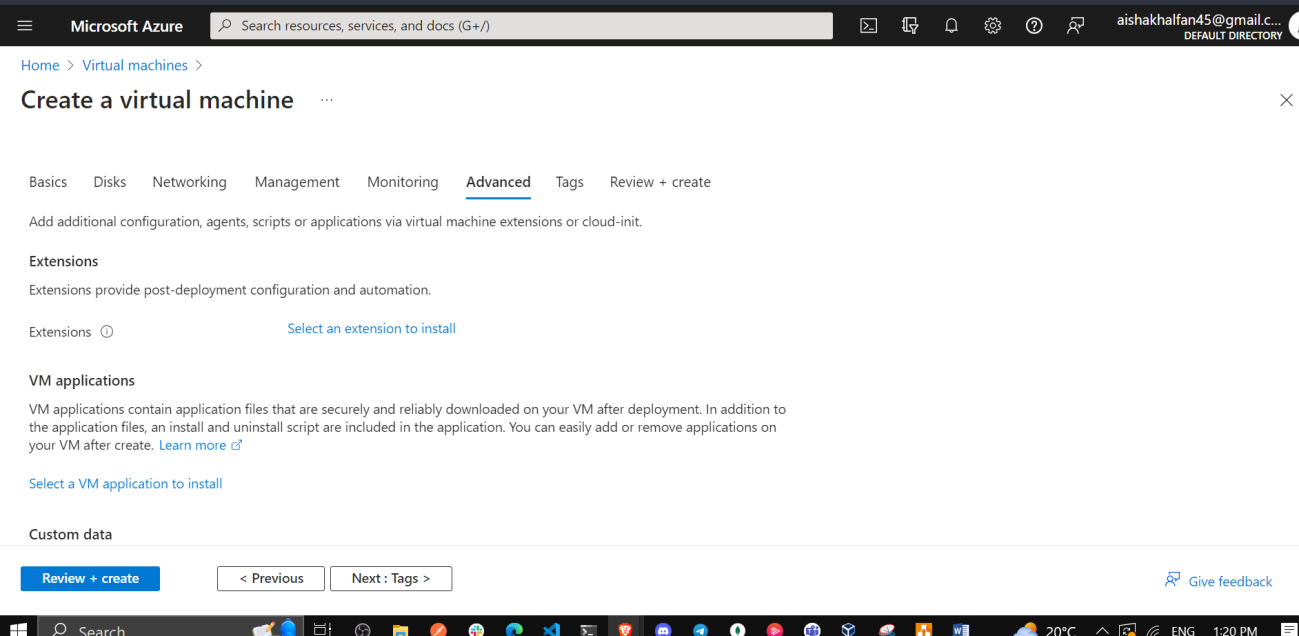 Microsoft Azure
Search resources, services, and docs (G+/)
aishakhalfan45@gmail.c...
DEFAULT DIRECTORY
Home > Virtual machines >
Create a virtual machine ...
Basics Disks Networking Management Monitoring Advanced Tags Review + create
Add additional configuration, agents, scripts or applications via virtual machine extensions or cloud-init.
Extensions
Extensions provide post-deployment configuration and automation.
Extensions Select an extension to install
VM applications
VM applications contain application files that are securely and reliably downloaded on your VM after deployment. In addition to
the application files, an install and uninstall script are included in the application. You can easily add or remove applications on
your VM after create. Learn more
Select a VM application to install
Custom data
Review + create < Previous Next : Tags > Give feedback
Search 20°C ENG 1:20 PM